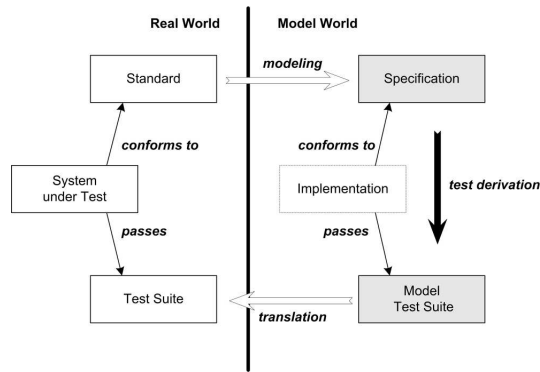 Real World
Model World
Standard
modeling
Specification
conforms to
conforms to
System
under Test
Implementation
test derivation
passes
passes
Test Suite
translation
Model
Test Suite